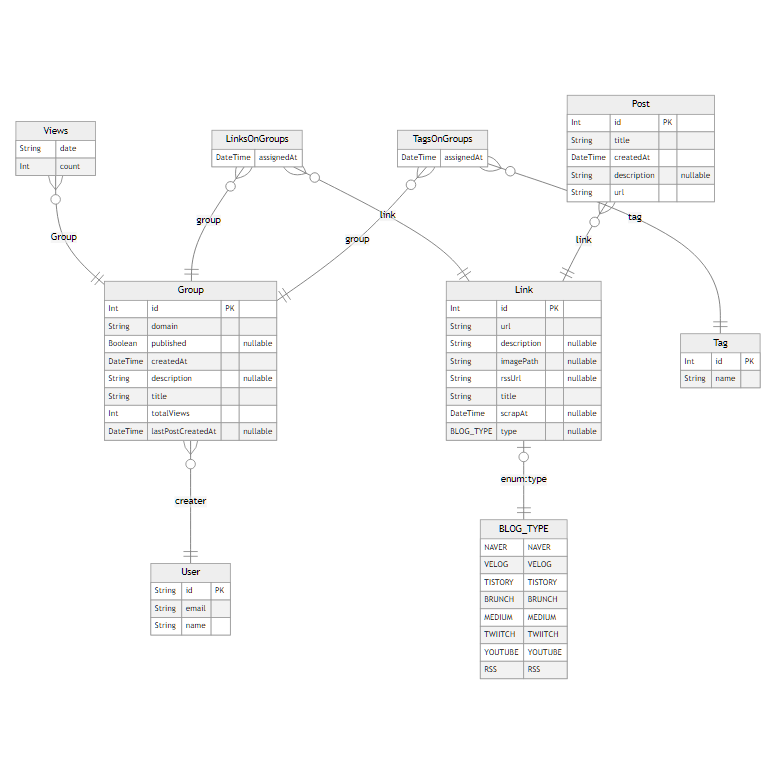 Views
String date
Int count
LinksOnGroups
DateTime assignedAt
TagsOnGroups
DateTime assignedAt
Post
Int id PK
String title
DateTime createdAt
String description nullable
String url
Group
group
group
link
link
tag
Group
Int id PK
String domain
Boolean published nullable
DateTime createdAt
String description nullable
String title
Int totalViews
DateTime lastPostCreatedAt nullable
Link
Int id PK
String url
String description nullable
String imagePath nullable
String rssUrl nullable
String title
DateTime scrapAt nullable
BLOG_TYPE type nullable
Tag
Int id PK
String name
creater
enum:type
User
String id PK
String email
String name
BLOG_TYPE
NAVER NAVER
VELOG VELOG
TISTORY TISTORY
BRUNCH BRUNCH
MEDIUM MEDIUM
TWIITCH TWIITCH
YOUTUBE YOUTUBE
RSS RSS